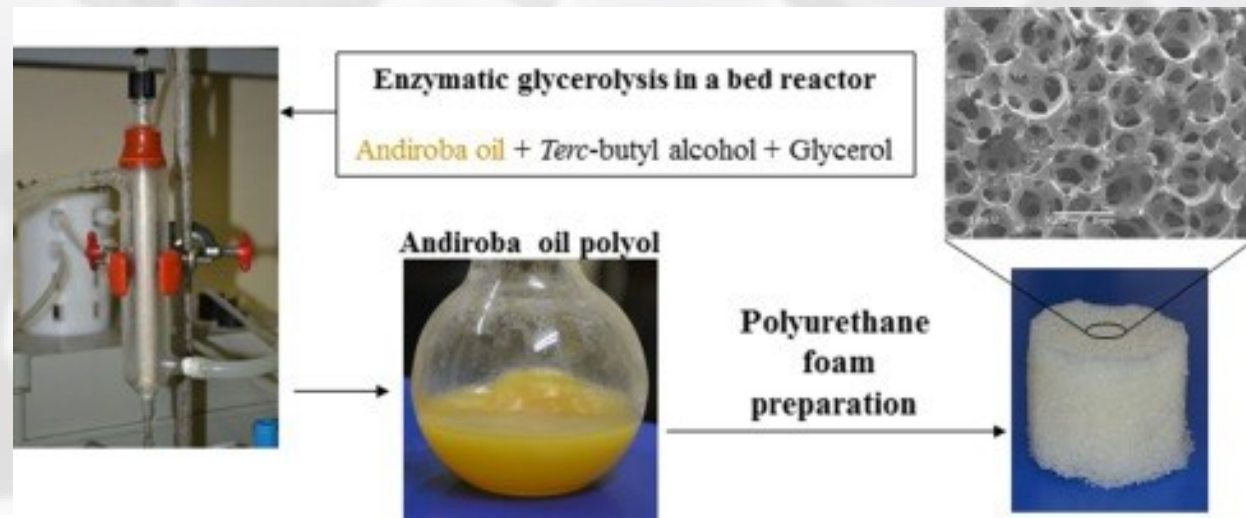 Enzymatic glycerolysis in a bed reactor
Andiroba oil + Terc-butyl alcohol + Glycerol
Andiroba oil polyol
Polyurethane
foam
preparation